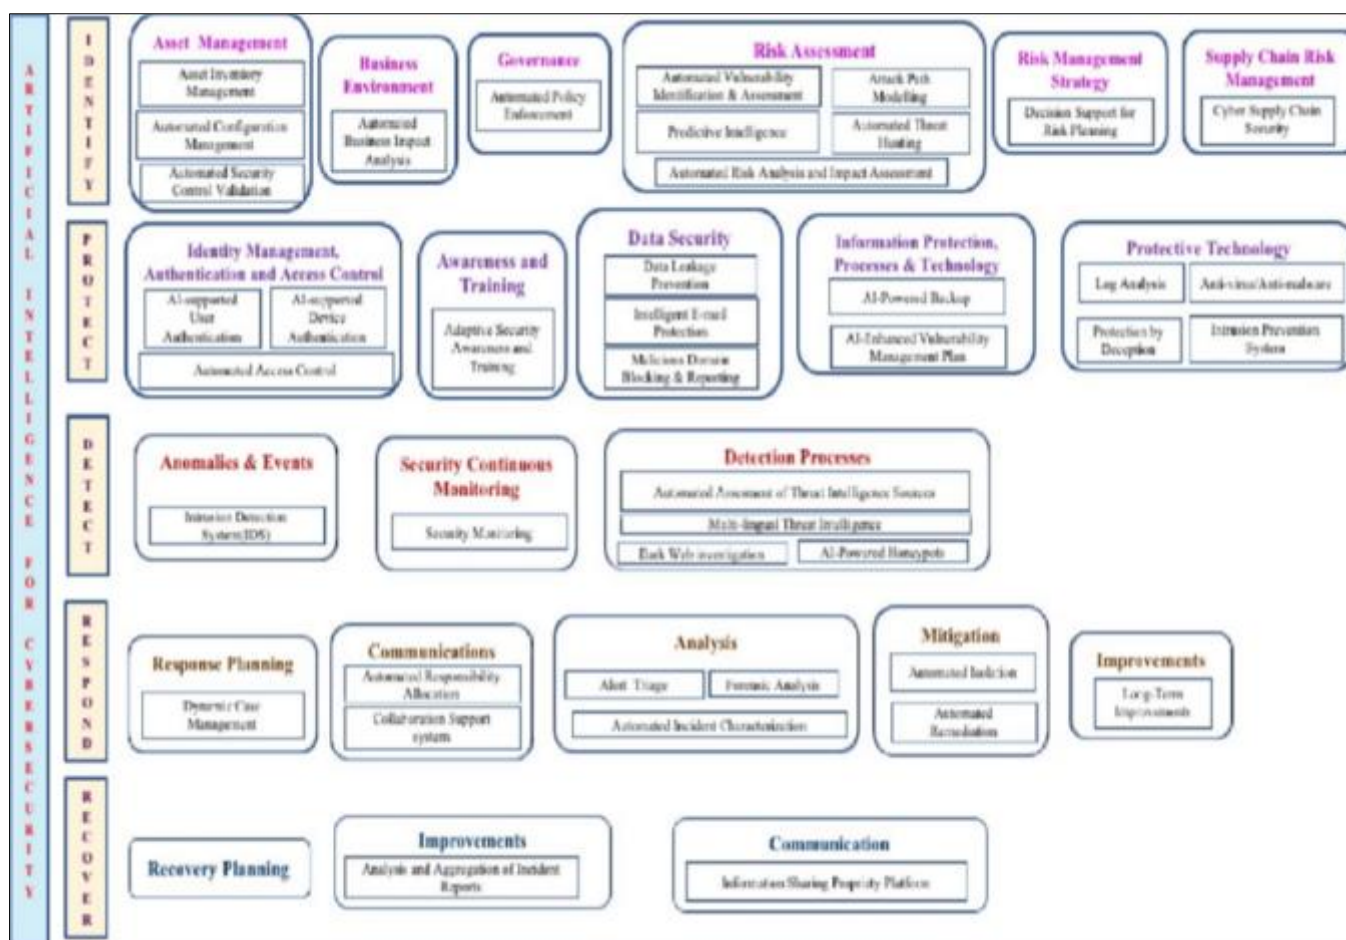 ARTIFICIAL INTELLIGENCE FOR CYBERSECURITY
IDENTIFY
Asset Management
Asset Inventory
Management
Automated Configuration
Management
Automated Security
Control Validation
Business
Environment
Automated
Business Impact
Analysis
Governance
Automated Policy
Enforcement
Risk Assessment
Automated Vulnerability
Identification & Assessment
Attack Path
Modelling
Predictive Intelligence
Automated Threat
Hunting
Automated Risk Analysis and Impact Assessment
Risk Management
Strategy
Decision Support for
Risk Planning
Supply Chain Risk
Management
Cyber Supply Chain
Security
PROTECT
Identity Management,
Authentication and Access Control
AI-supported
User
Authentication
AI-supported
Device
Authentication
Automated Access Control
Awareness and
Training
Adaptive Security
Awareness and
Training
Data Security
Data Leakage
Prevention
Intelligent E-mail
Protection
Malicious Domain
Blocking & Reporting
Information Protection,
Processes & Technology
AI-Powered Backup
AI-Enhanced Vulnerability
Management Plan
Protective Technology
Log Analysis
Anti-virus/Anti-malware
Protection by
Deception
Intrusion Prevention
System
DETECT
Anomalies & Events
Intrusion Detection
System(IDS)
Security Continuous
Monitoring
Security Monitoring
Detection Processes
Automated Assessment of Threat Intelligence Sources
Multi-lingual Threat Intelligence
Dark Web investigation
AI-Powered Honeypots
RESPOND
Response Planning
Dynamic Case
Management
Communications
Automated Responsibility
Allocation
Collaboration Support
system
Analysis
Alert Triage
Forensic Analysis
Automated Incident Characterization
Mitigation
Automated Isolation
Automated
Remediation
Improvements
Long-Term
Improvements
RECOVER
Recovery Planning
Improvements
Analysis and Aggregation of Incident
Reports
Communication
Information Sharing Propriety Platform